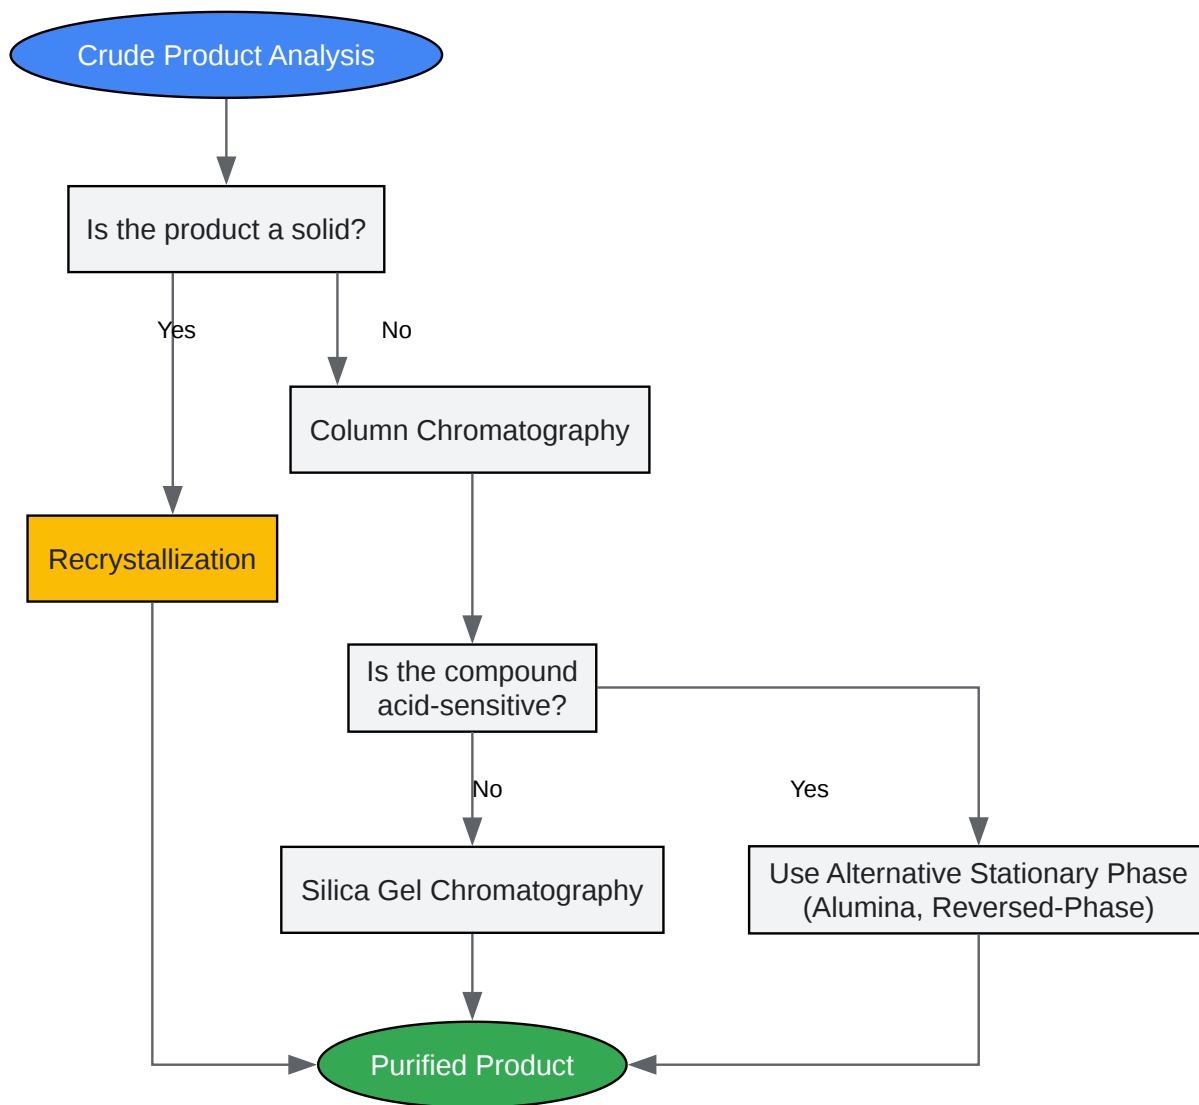 Crude Product Analysis
Is the product a solid?
Yes
No
Column Chromatography
Recrystallization
Is the compound
acid-sensitive?
No
Yes
Silica Gel Chromatography
Use Alternative Stationary Phase
(Alumina, Reversed-Phase)
Purified Product